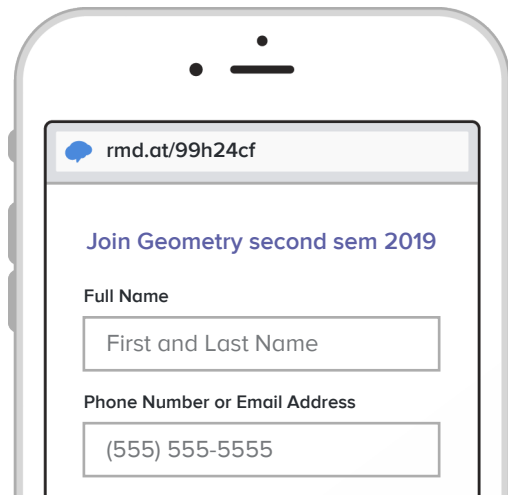 rmd.at/99h24cf
Join Geometry second sem 2019
Full Name
First and Last Name
Phone Number or Email Address
(555) 555-5555